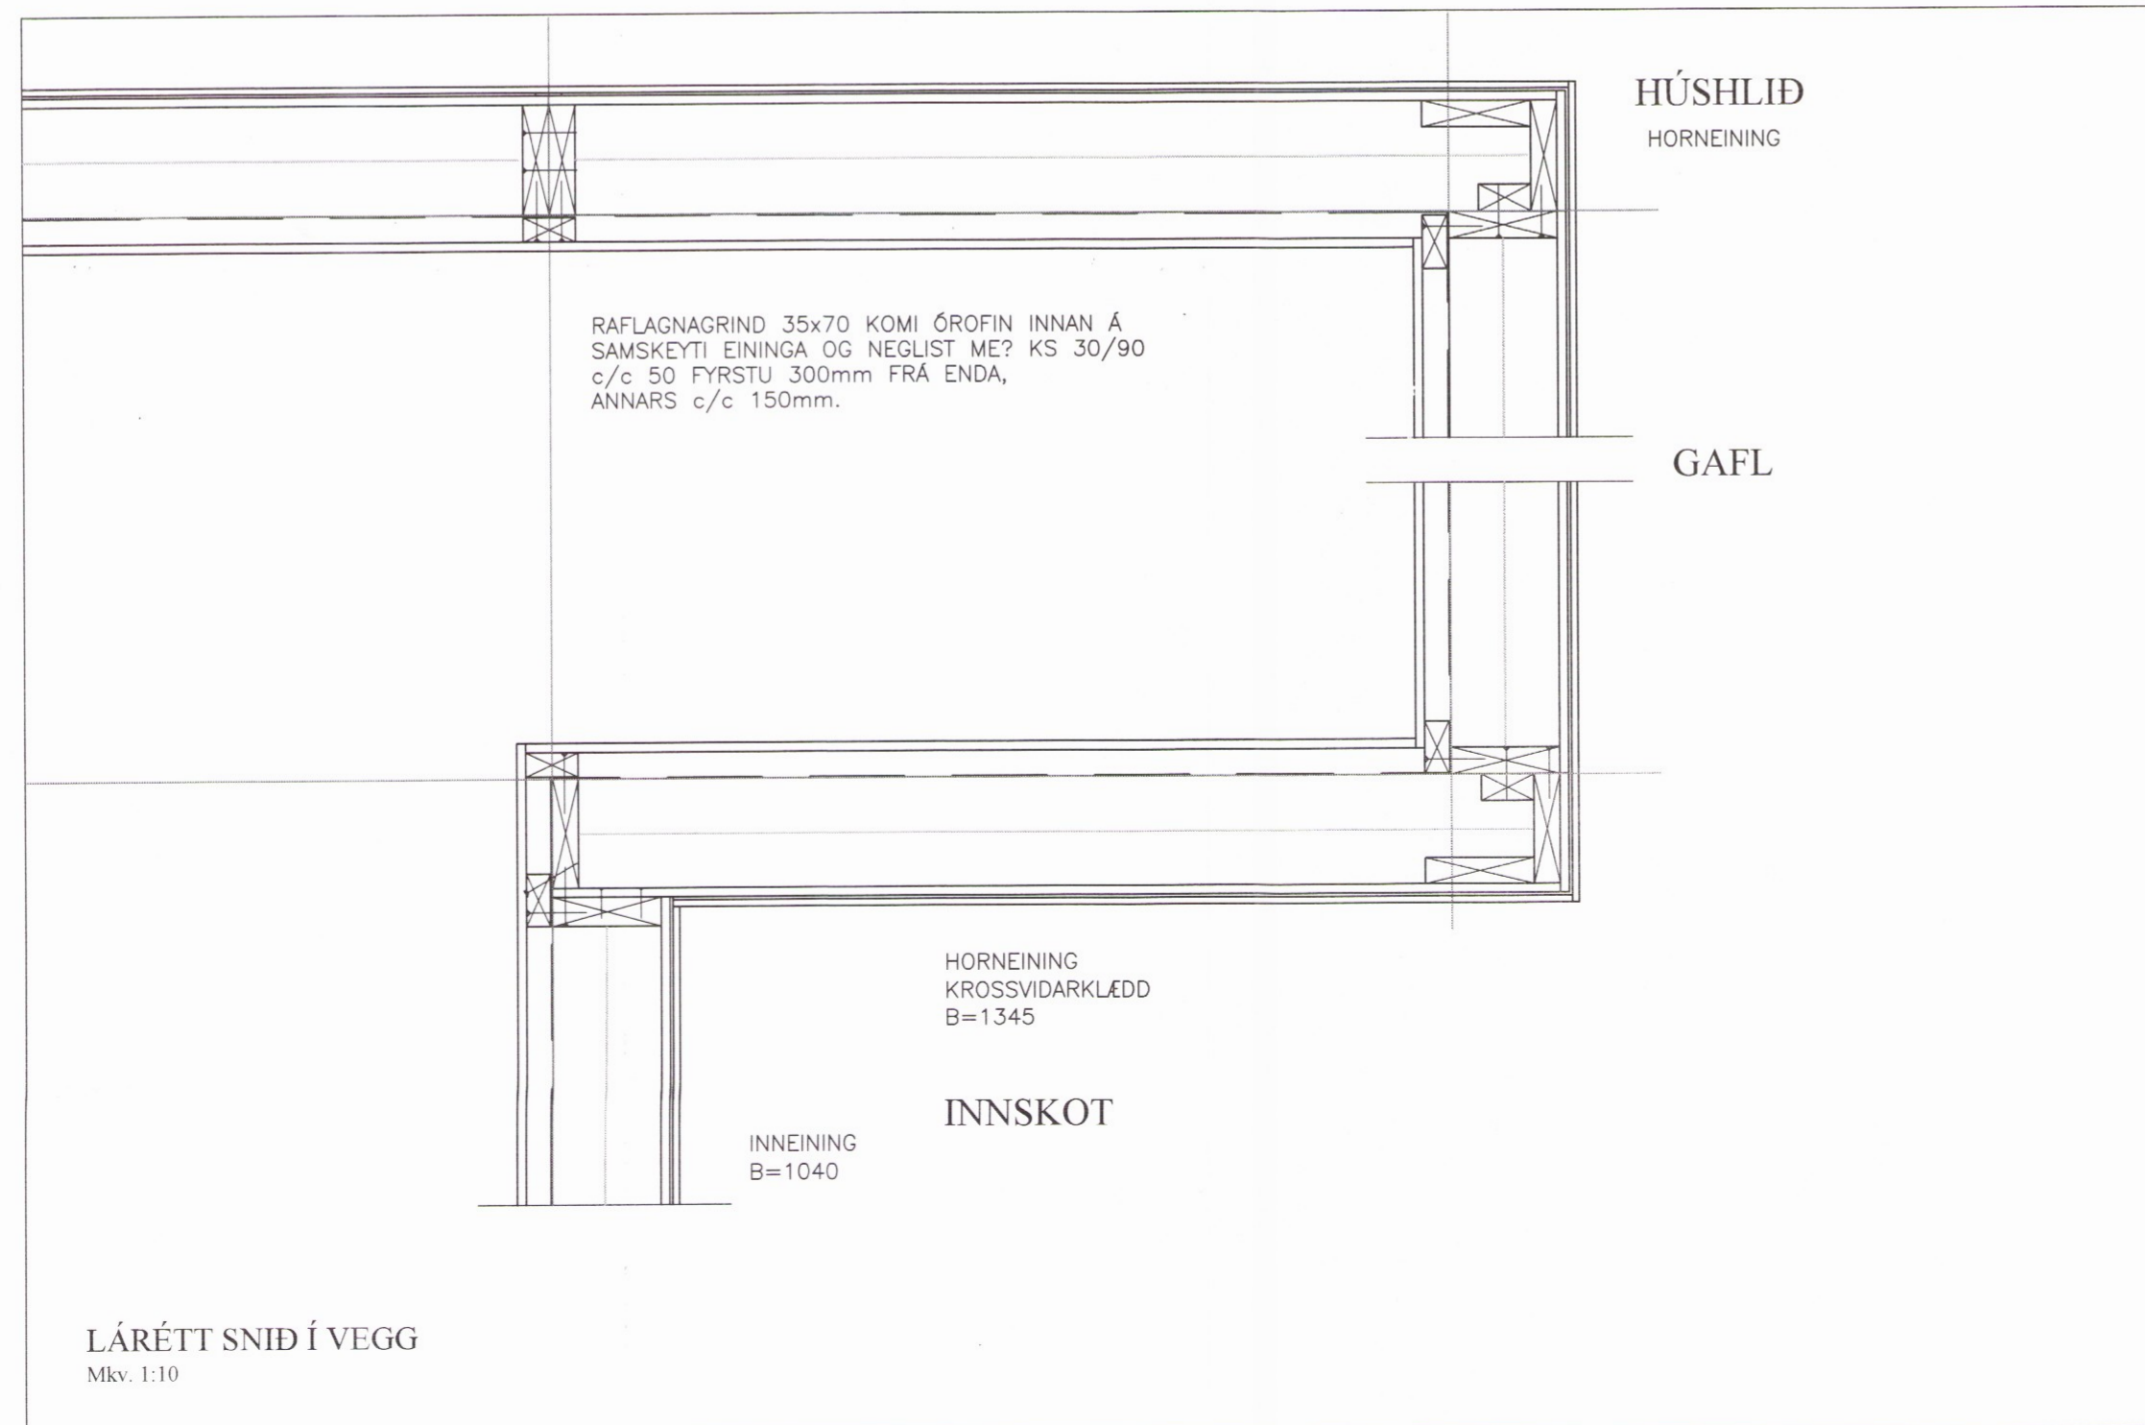 HÚSHLIÐ
HORNEINING
RAFLAGNAGRIND 35x70 KOMI ÓROFIN INNAN Á
SAMSKEYTI EININGA OG NEGLIST ME? KS 30/90
c/c 50 FYRSTU 300mm FRÁ ENDA,
ANNARS c/c 150mm.
GAFL
HORNEINING
KROSSVIDARKLÆDD
B=1345
INNSKOT
INNEINING
B=1040
LÁRÉTT SNIÐ Í VEGG
Mkv. 1:10